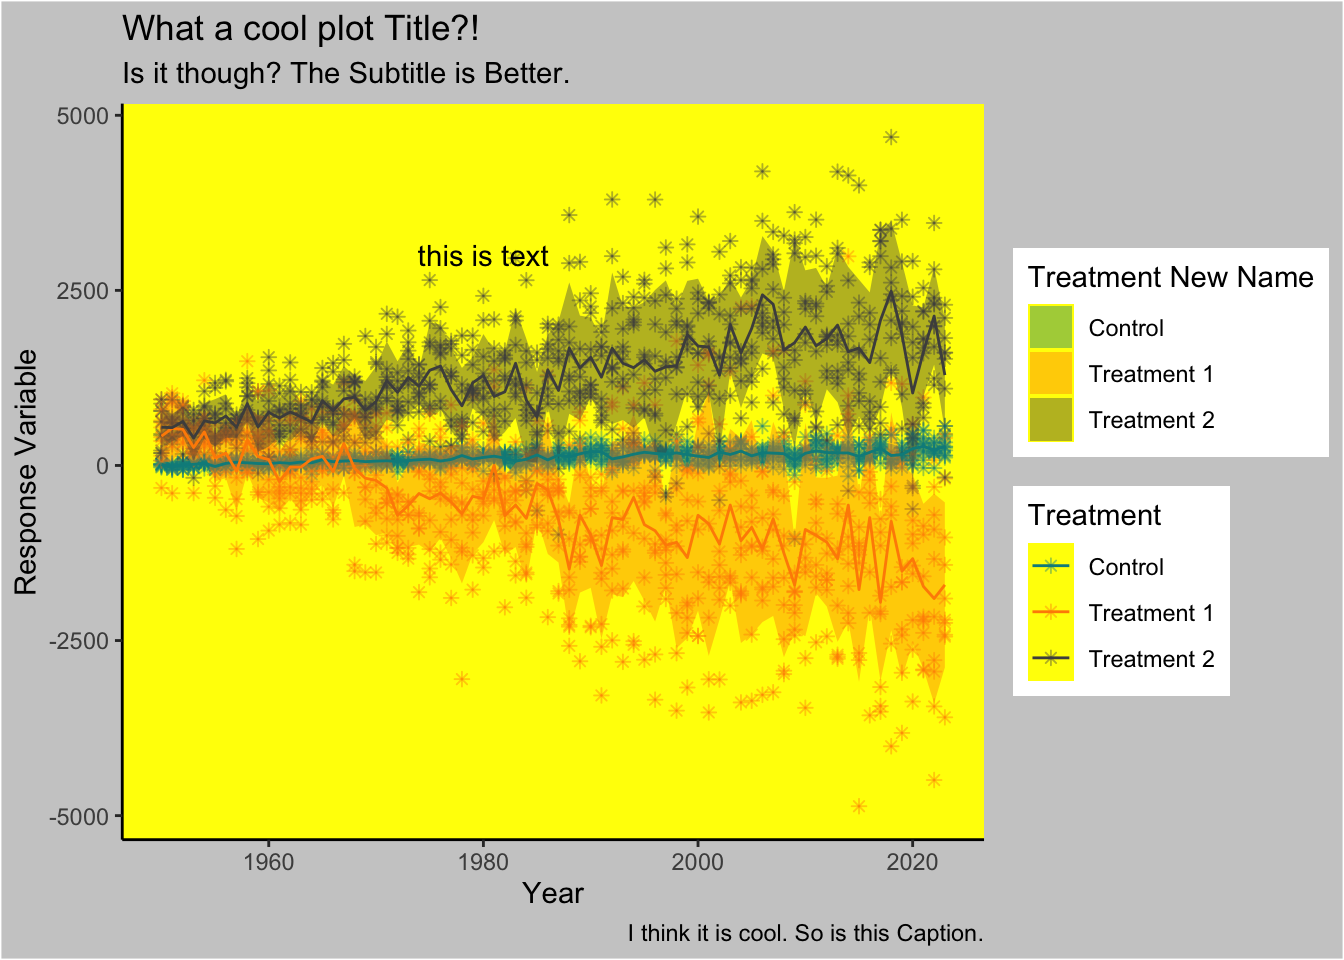 What a cool plot Title?!
Is it though? The Subtitle is Better.
5000
2500
0
-2500
-5000
Response Variable
this is text
1960
1980
2000
2020
Year
I think it is cool. So is this Caption.
Treatment New Name
Control
Treatment 1
Treatment 2
Treatment
Control
Treatment 1
Treatment 2